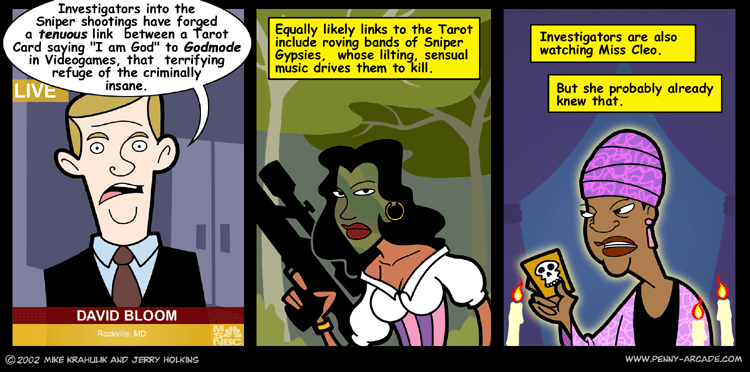 Investigators into the
Sniper shootings have forged
a tenuous link between a Tarot
Card saying "I am God" to Godmode
in Videogames, that terrifying
refuge of the criminally
insane.
LIVE
DAVID BLOOM
Rockville, MD
MS
NBC
Equally likely links to the Tarot
include roving bands of Sniper
Gypsies, whose lilting, sensual
music drives them to kill.
Investigators are also
watching Miss Cleo.
But she probably already
knew that.
© 2002 MIKE KRAHULIK AND JERRY HOLKINS
WWW.PENNY-ARCADE.COM